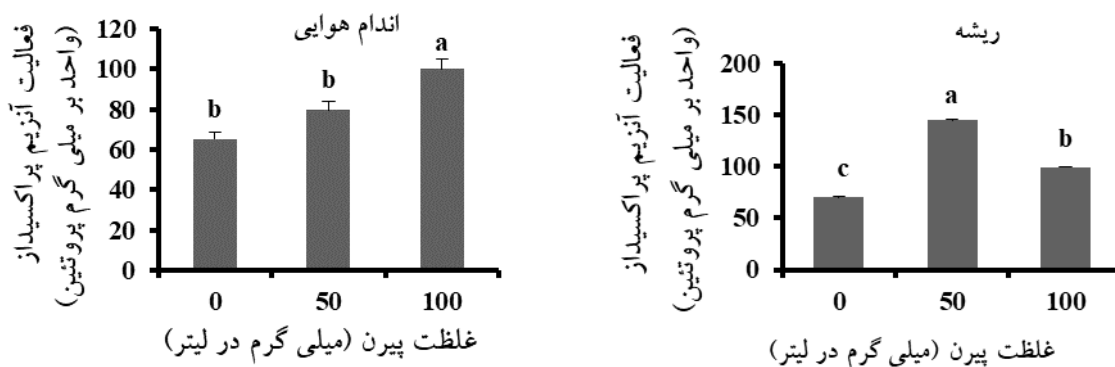 اندام هوایی
فعالیت آنزیم پراکسیداز
(واحد بر میلی گرم پروتئین)
120
100
80
60
40
20
0
b
b
a
0 50 100
غلظت پیرن (میلی گرم در لیتر)
ریشه
فعالیت آنزیم پراکسیداز
(واحد بر میلی گرم پروتئین)
200
150
100
50
0
c
a
b
0 50 100
غلظت پیرن (میلی گرم در لیتر)